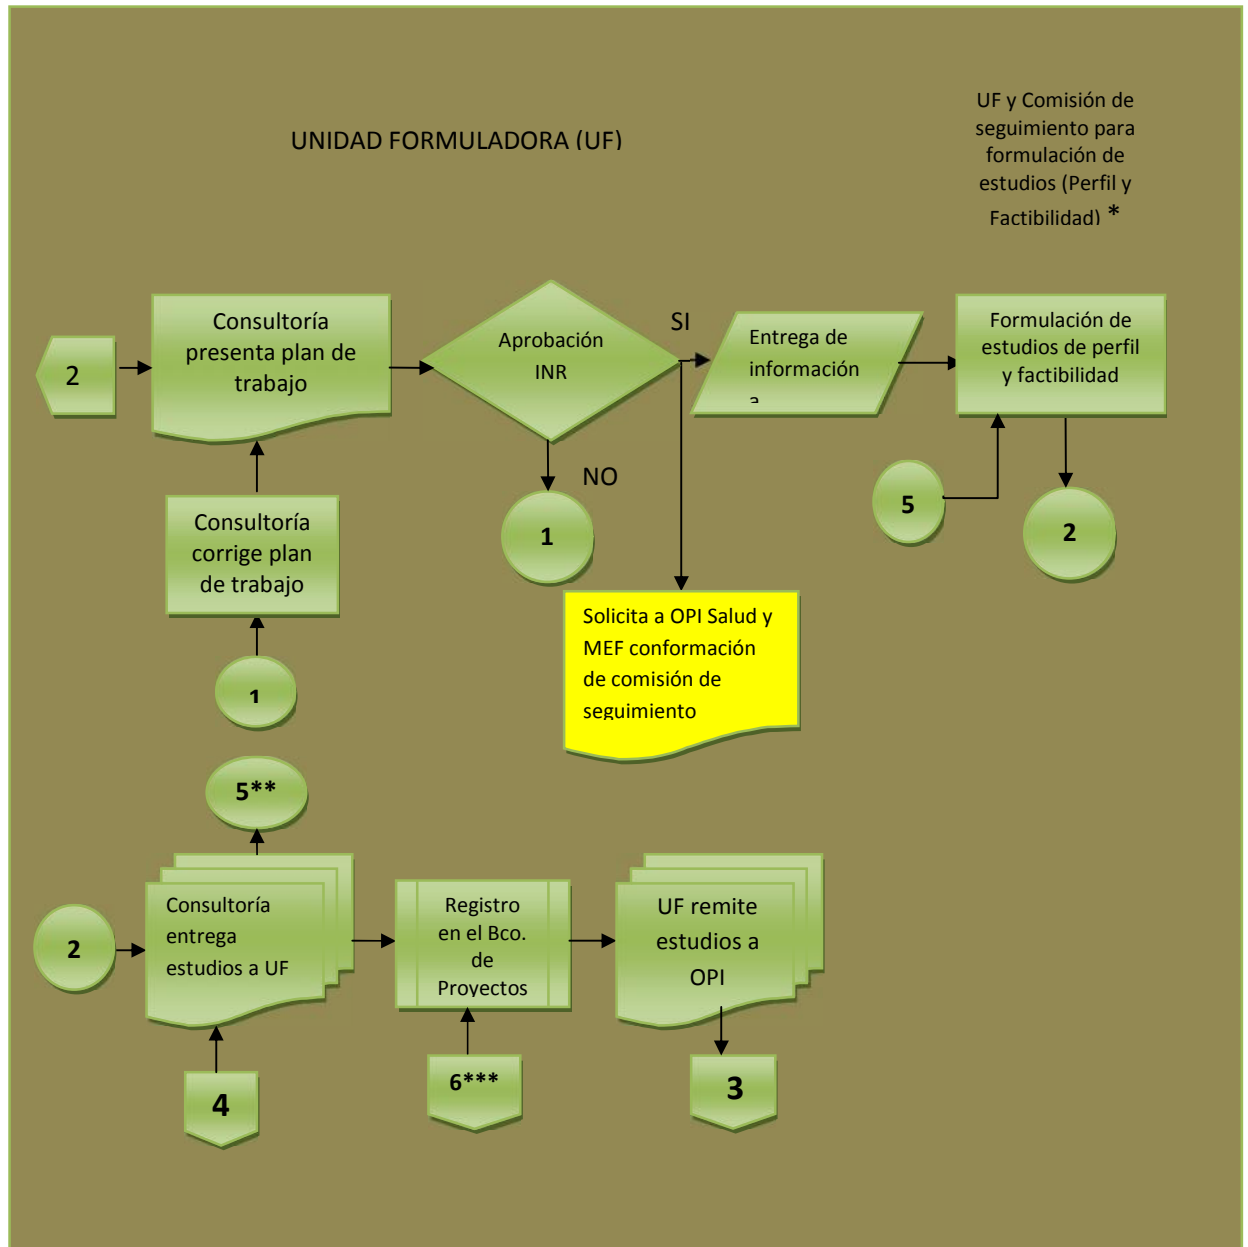 UF y Comisión de
seguimiento para
formulación de
estudios (Perfil y
Factibilidad) *
UNIDAD FORMULADORA (UF)
2
Consultoría
presenta plan de
trabajo
Aprobación
INR
SI
NO
Entrega de
información
a
Formulación de
estudios de perfil
y factibilidad
1
5
2
Consultoría
corrige plan
de trabajo
1
Solicita a OPI Salud y
MEF conformación
de comisión de
seguimiento
5**
2
Consultoría
entrega
estudios a UF
Registro
en el Bco.
de
Proyectos
UF remite
estudios a
OPI
4
6***
3